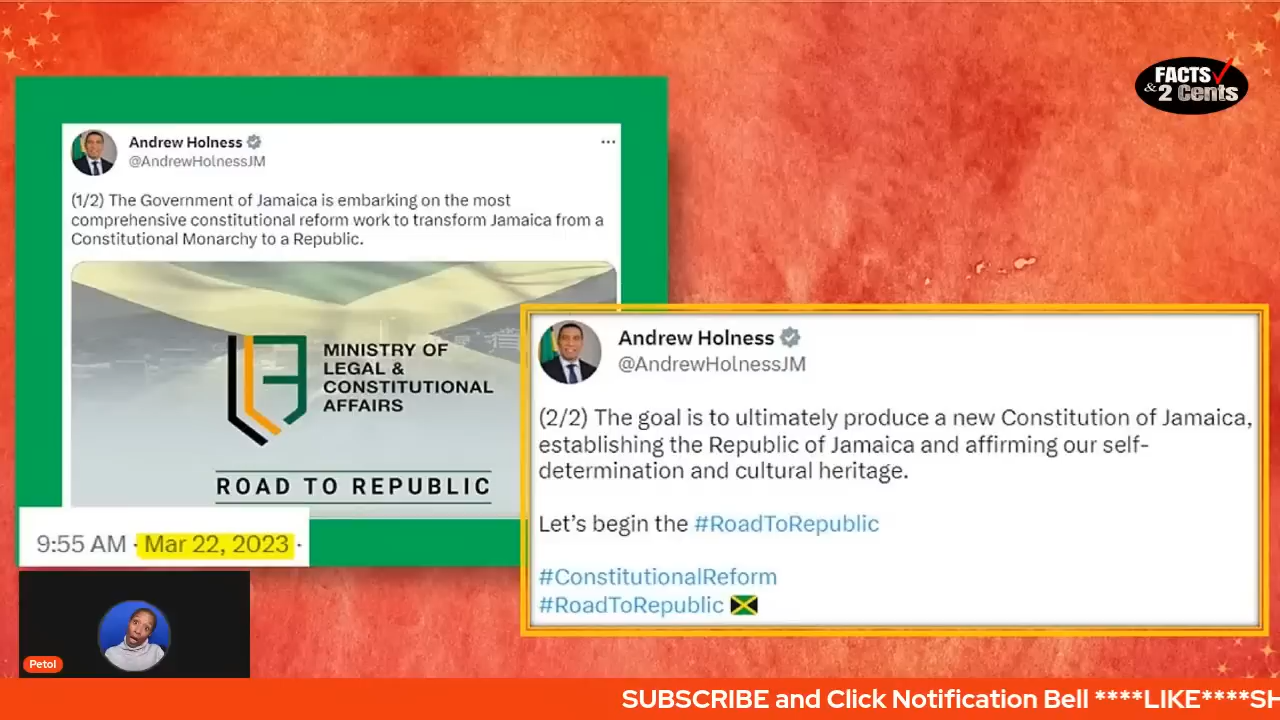 FACTS
& 2 Cents
Andrew Holness
@AndrewHolnessJM
(1/2) The Government of Jamaica is embarking on the most
comprehensive constitutional reform work to transform Jamaica from a
Constitutional Monarchy to a Republic.
MINISTRY OF
LEGAL &
CONSTITUTIONAL
AFFAIRS
ROAD TO REPUBLIC
9:55 AM · Mar 22, 2023 ·
Andrew Holness
@AndrewHolnessJM
(2/2) The goal is to ultimately produce a new Constitution of Jamaica,
establishing the Republic of Jamaica and affirming our self-
determination and cultural heritage.
Let’s begin the #RoadToRepublic
#ConstitutionalReform
#RoadToRepublic
Petol
SUBSCRIBE and Click Notification Bell ****LIKE****SH